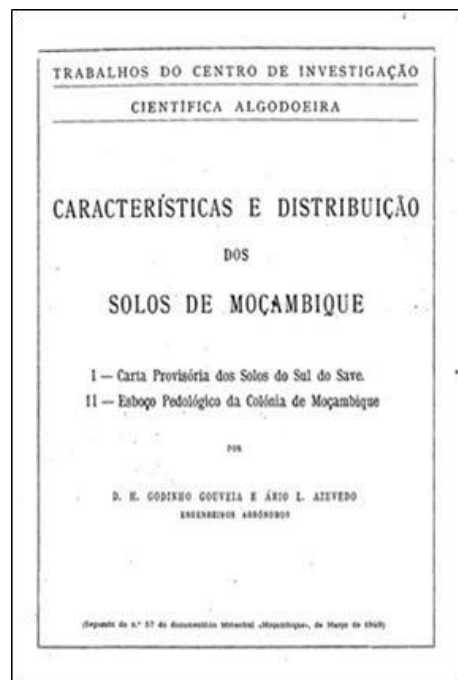 TRABALHOS DO CENTRO DE INVESTIGAÇÃO
CIENTÍFICA ALGODOEIRA
CARACTERÍSTICAS E DISTRIBUIÇÃO
DOS
SOLOS DE MOÇAMBIQUE
I — Carta Provisória dos Solos do Sul do Save.
II — Esboço Pedológico da Colónia de Moçambique
POR
D. H. GODINHO GOUVEIA E ÁRIO L. AZEVEDO
ENGENHEIROS AGRÓNOMOS
(Separata do n.º 57 do documentário trimestral «Moçambique», de Março de 1949)